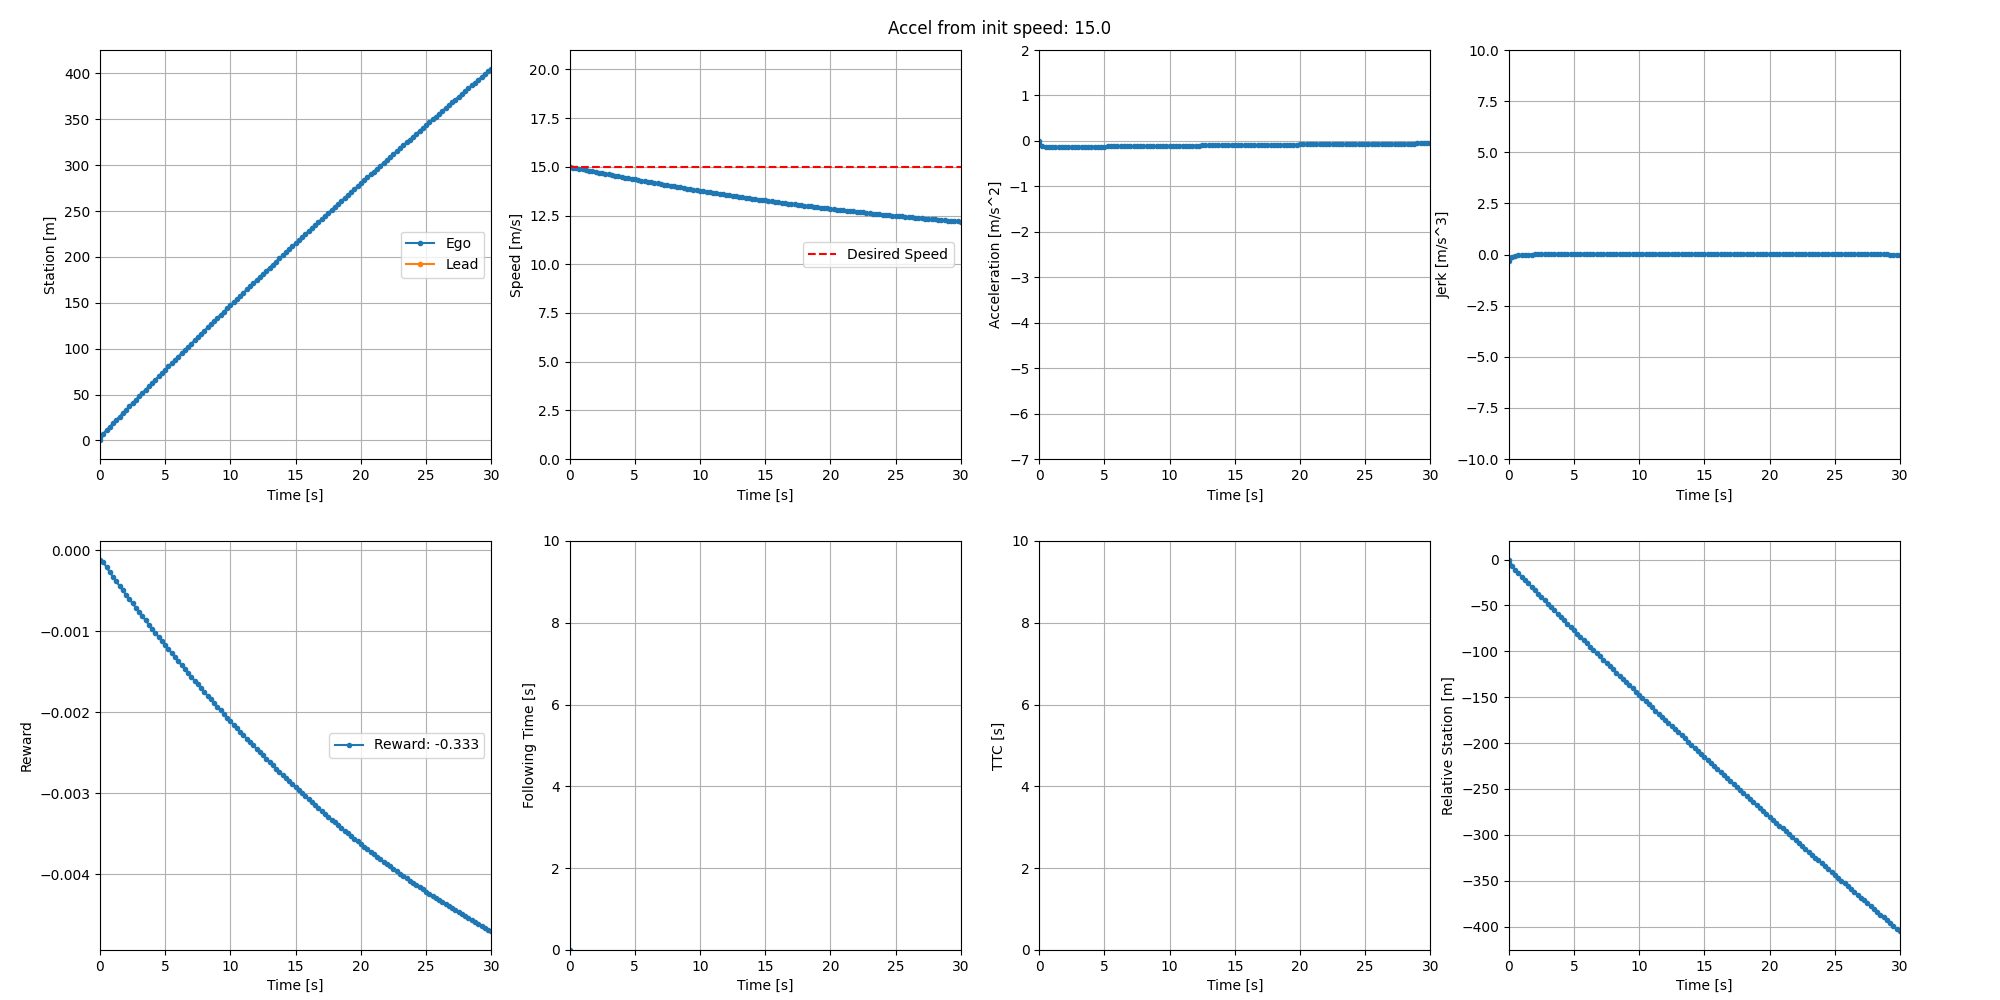 Accel from init speed: 15.0
400
350
300
250
200
150
100
50
0
Station [m]
Ego
Lead
0 5 10 15 20 25 30
Time [s]
20.0
17.5
15.0
12.5
10.0
7.5
5.0
2.5
0.0
Speed [m/s]
Desired Speed
0 5 10 15 20 25 30
Time [s]
2
1
0
−1
−2
−3
−4
−5
−6
−7
Acceleration [m/s^2]
0 5 10 15 20 25 30
Time [s]
10.0
7.5
5.0
2.5
0.0
−2.5
−5.0
−7.5
−10.0
Jerk [m/s^3]
0 5 10 15 20 25 30
Time [s]
0.000
−0.001
−0.002
−0.003
−0.004
Reward
Reward: -0.333
0 5 10 15 20 25 30
Time [s]
10
8
6
4
2
0
Following Time [s]
0 5 10 15 20 25 30
Time [s]
10
8
6
4
2
0
TTC [s]
0 5 10 15 20 25 30
Time [s]
0
−50
−100
−150
−200
−250
−300
−350
−400
Relative Station [m]
0 5 10 15 20 25 30
Time [s]